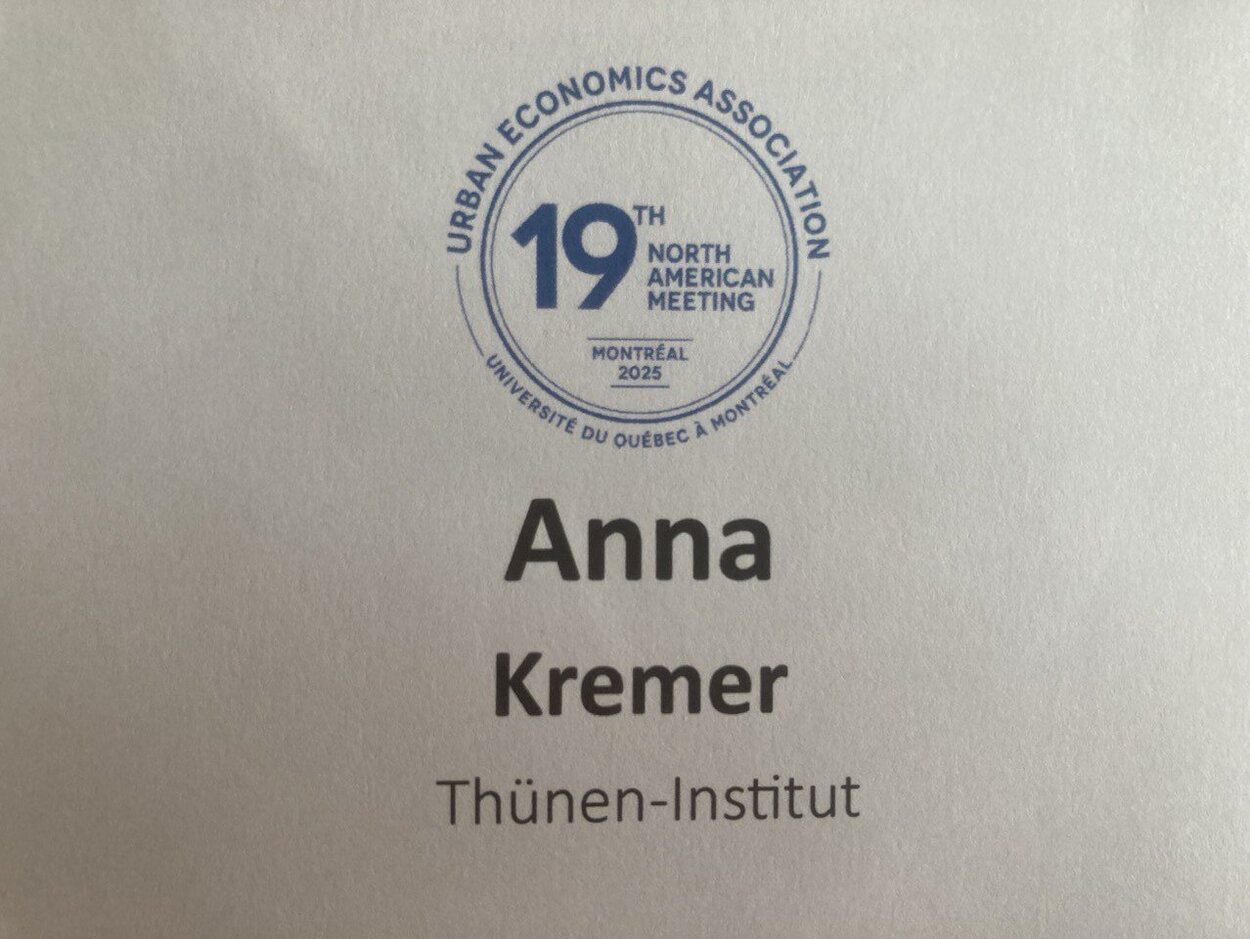 URBAN ECONOMICS ASSOCIATION
19TH
NORTH
AMERICAN
MEETING
MONTRÉAL
2025
UNIVERSITÉ DU QUÉBEC À MONTRÉAL
Anna
Kremer
Thünen-Institut